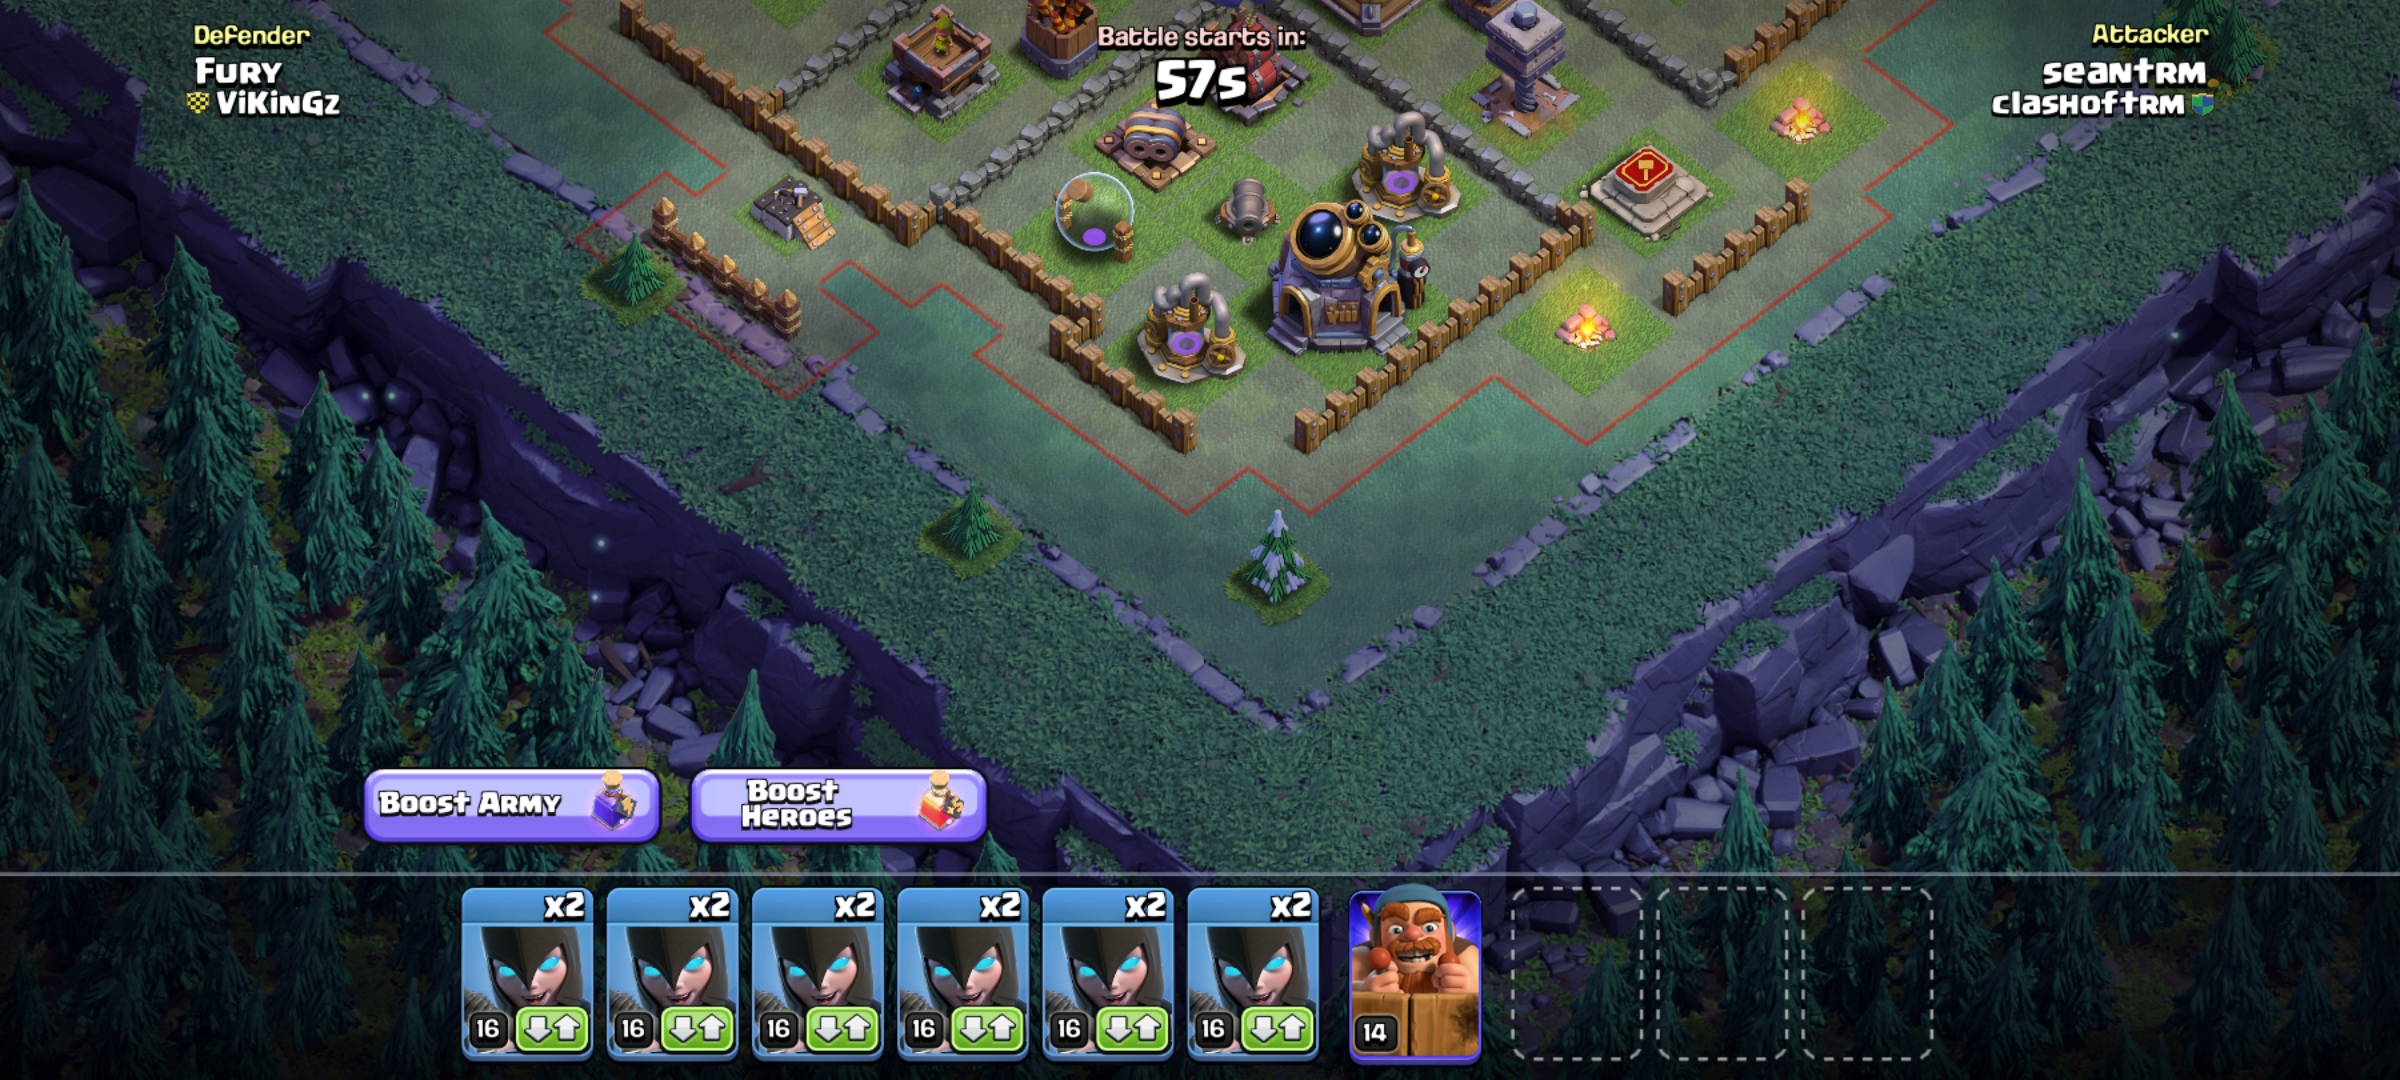 Defender
Fury
ViKinGz
Battle starts in:
57s
Attacker
seantrm
clashoftrm
VIII
Boost Army
Boost
Heroes
x2
x2
x2
x2
x2
x2
16
16
16
16
16
16
14